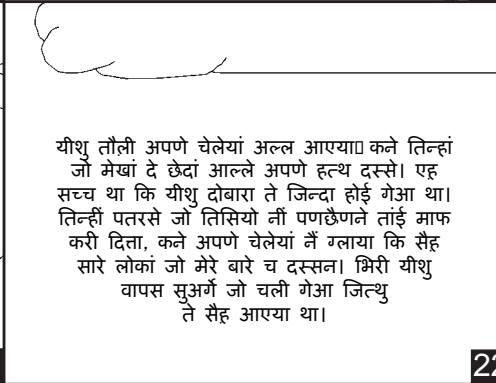 यीशु तौल़ी अपणे चेलेयां अल्ल आएया▯ कने तिन्हां
जो मेखां दे छेदां आल्ले अपणे हत्थ दस्से। एह़
सच्च था कि यीशु दोबारा ते जिन्दा होई गेआ था।
तिन्हीं पतरसे जो तिसियो नीं पणछैणने तांई माफ
करी दित्ता, कने अपणे चेलेयां नैं ग्लाया कि सैह़
सारे लोकां जो मेरे बारे च दस्सन। भिरी यीशु
वापस सुअर्गे जो चली गेआ जित्थु
ते सैह़ आएया था।
22